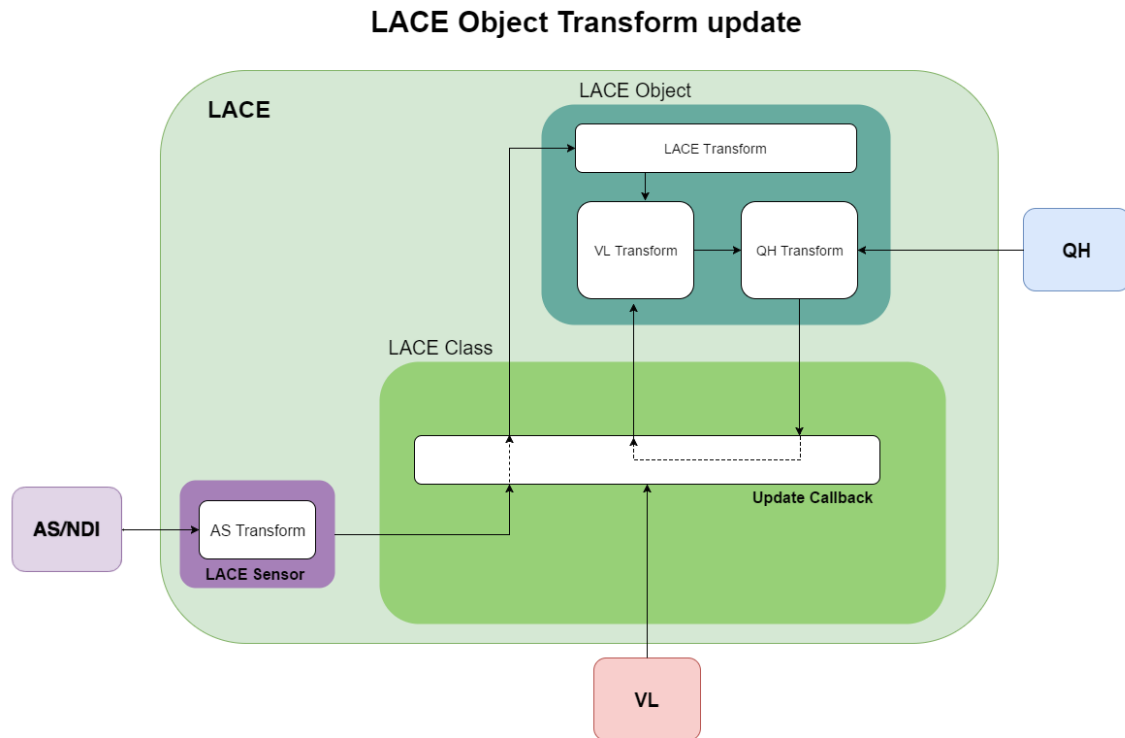 LACE Object Transform update
LACE
LACE Object
LACE Transform
VL Transform
QH Transform
QH
LACE Class
Update Callback
AS/NDI
AS Transform
LACE Sensor
VL